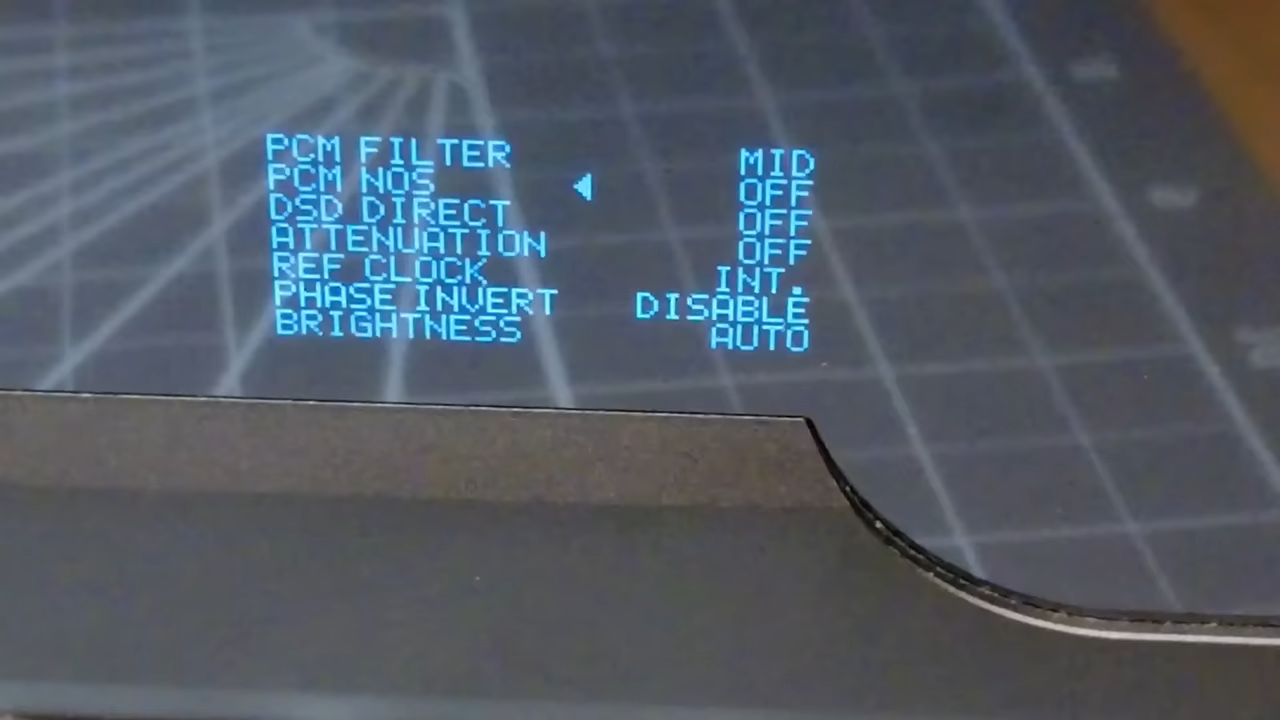 PCM FILTER MID
PCM NOS ◀ OFF
DSD DIRECT OFF
ATTENUATION OFF
REF CLOCK INT.
PHASE INVERT DISABLE
BRIGHTNESS AUTO